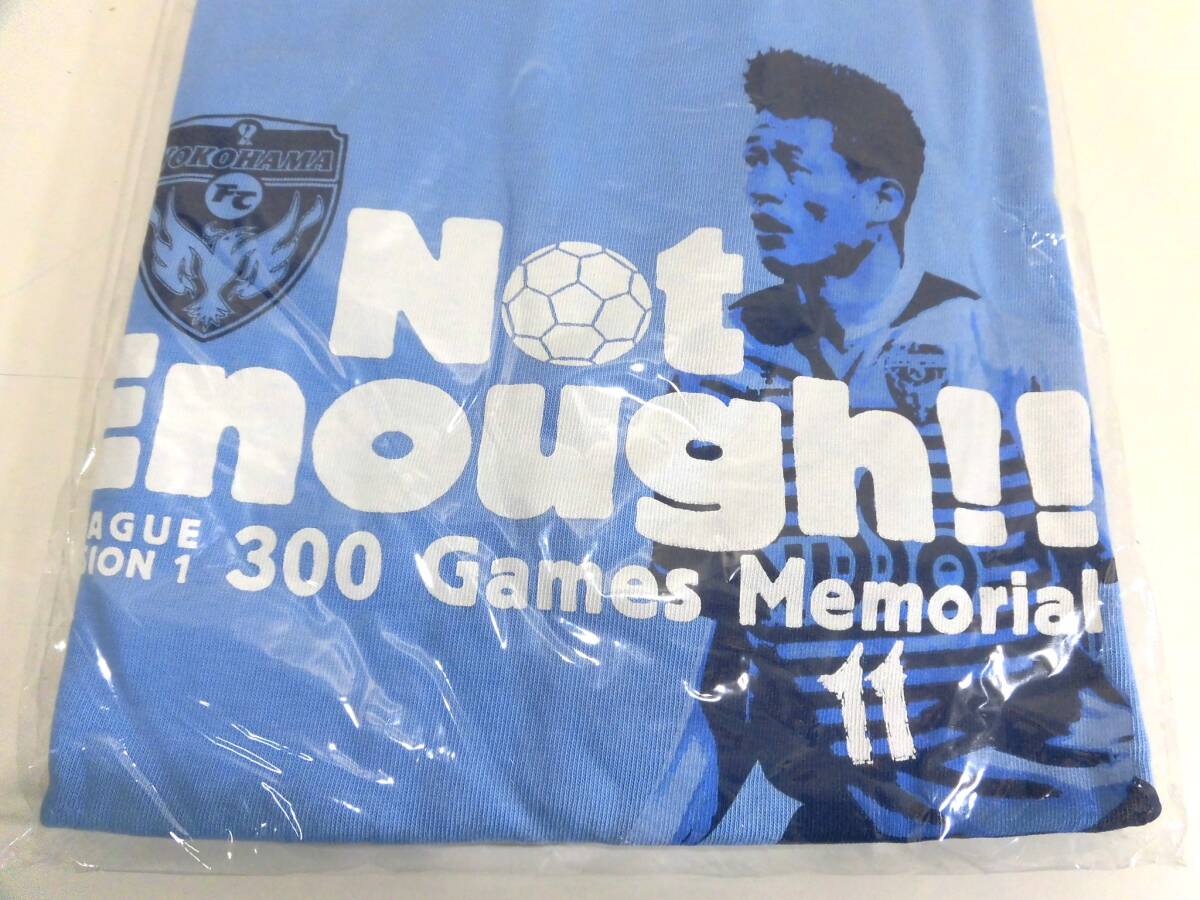 YOKOHAMA
FC
Not
Enough!!
AGUE
SION 1
300 Games Memorial
11